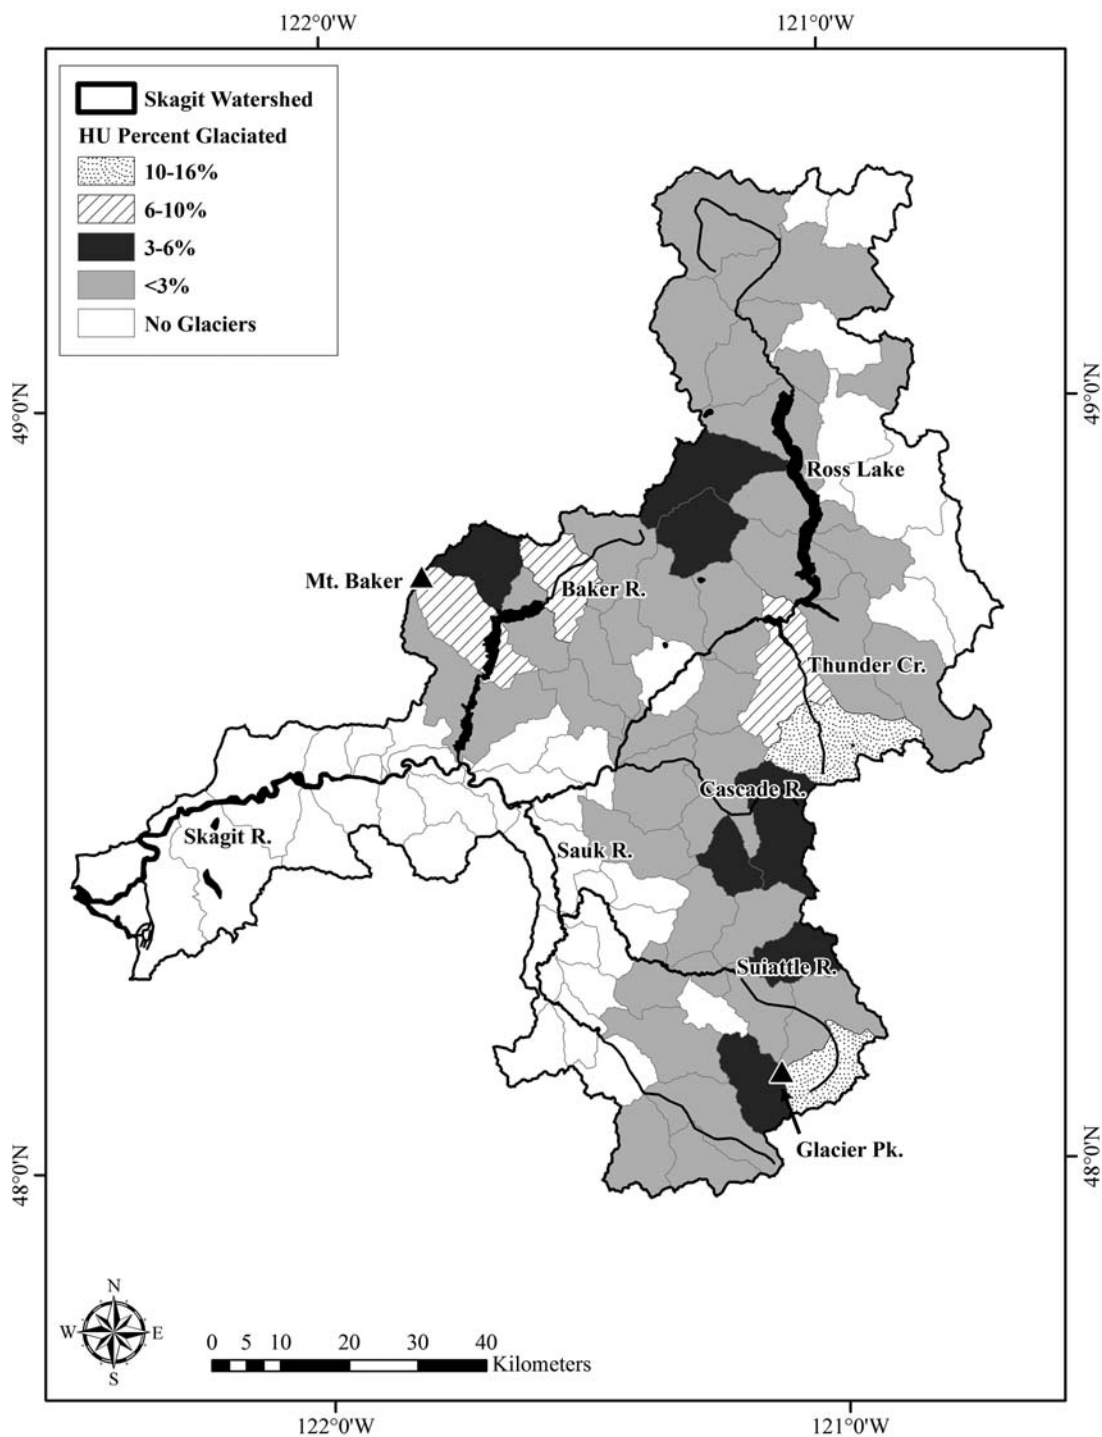 122°0'W 121°0'W
Skagit Watershed
HU Percent Glaciated
10-16%
6-10%
3-6%
<3%
No Glaciers
49°0'N
49°0'N
Ross Lake
Mt. Baker
Baker R.
Thunder Cr.
Cascade R.
Skagit R.
Sauk R.
Suiattle R.
Glacier Pk.
48°0'N
48°0'N
N
W E
S
0 5 10 20 30 40
Kilometers
122°0'W 121°0'W